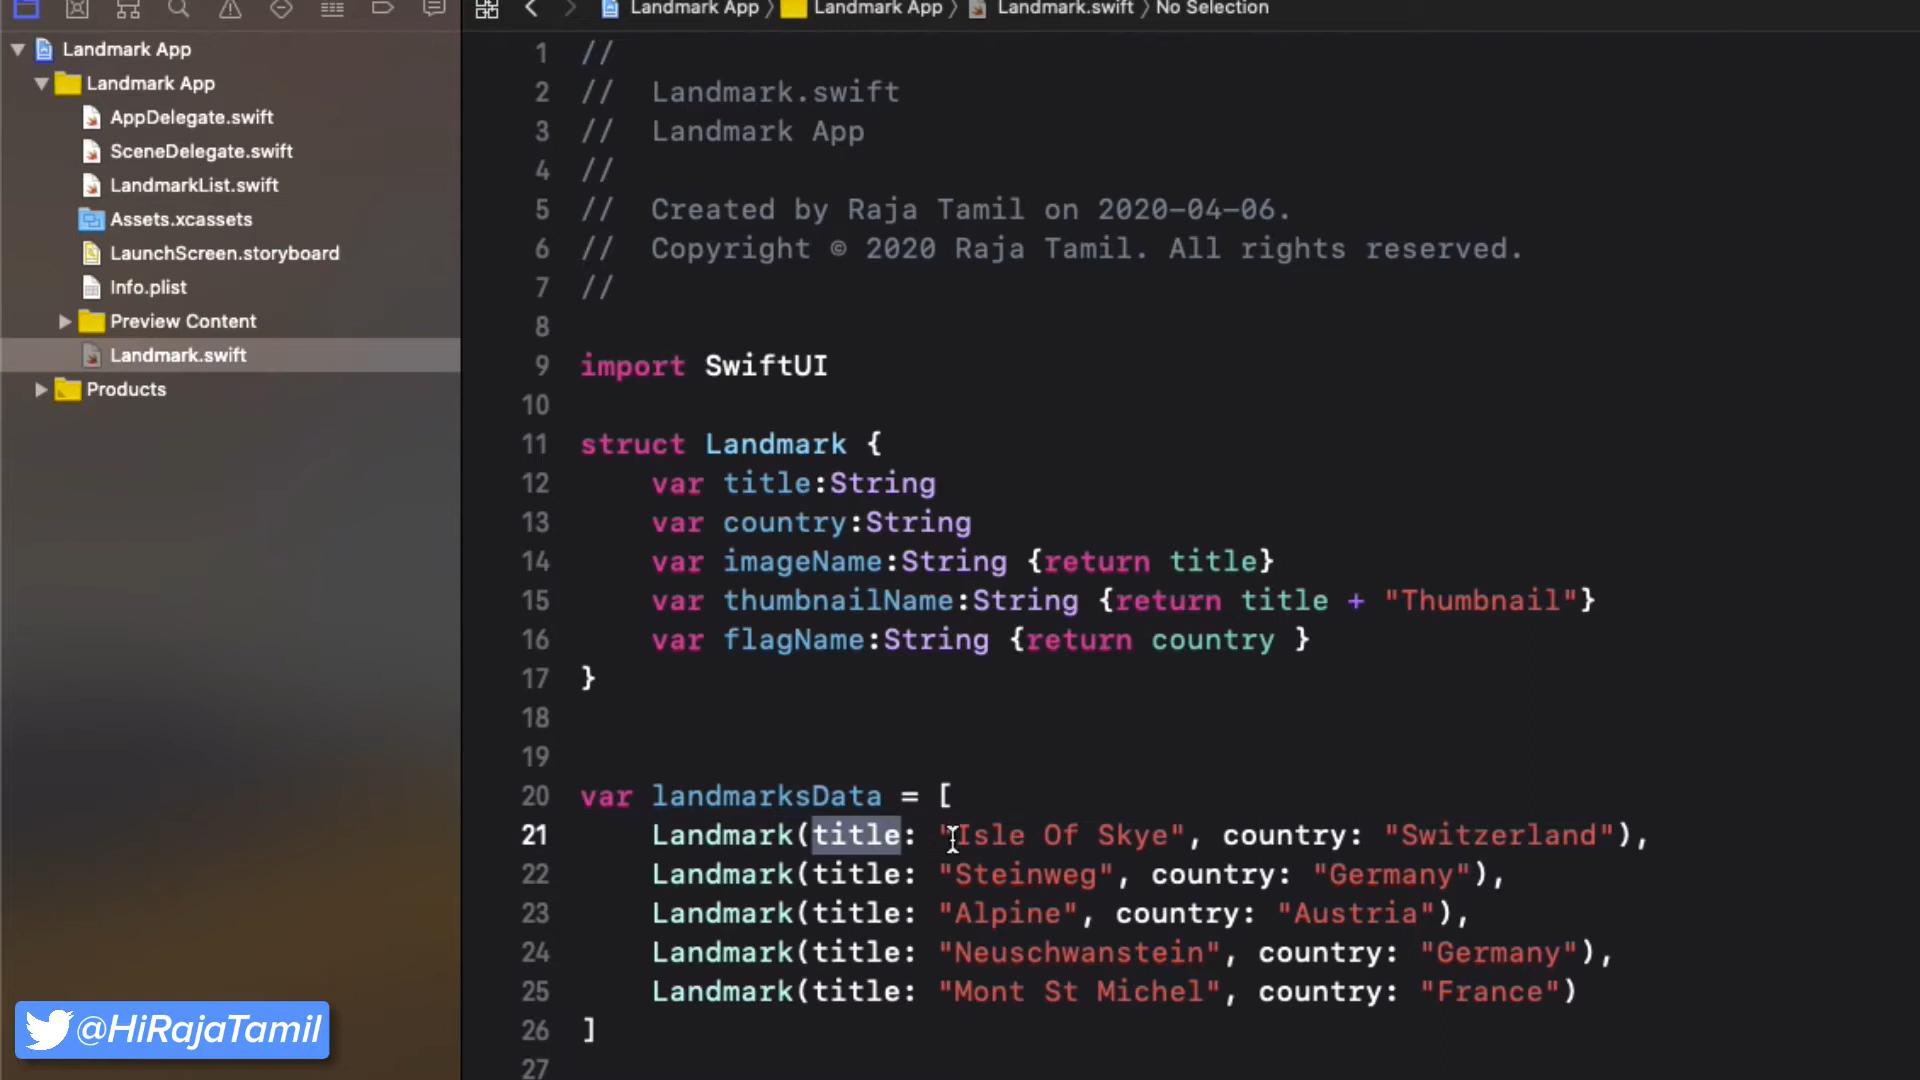 Landmark App
Landmark App
AppDelegate.swift
SceneDelegate.swift
LandmarkList.swift
Assets.xcassets
LaunchScreen.storyboard
Info.plist
Preview Content
Landmark.swift
Products
@HiRajaTamil
Landmark App 〉 Landmark App 〉 Landmark.swift 〉 No Selection
1 //
2 //  Landmark.swift
3 //  Landmark App
4 //
5 //  Created by Raja Tamil on 2020-04-06.
6 //  Copyright © 2020 Raja Tamil. All rights reserved.
7 //
8
9 import SwiftUI
10
11 struct Landmark {
12     var title:String
13     var country:String
14     var imageName:String {return title}
15     var thumbnailName:String {return title + "Thumbnail"}
16     var flagName:String {return country }
17 }
18
19
20 var landmarksData = [
21     Landmark(title: "Isle Of Skye", country: "Switzerland"),
22     Landmark(title: "Steinweg", country: "Germany"),
23     Landmark(title: "Alpine", country: "Austria"),
24     Landmark(title: "Neuschwanstein", country: "Germany"),
25     Landmark(title: "Mont St Michel", country: "France")
26 ]
27